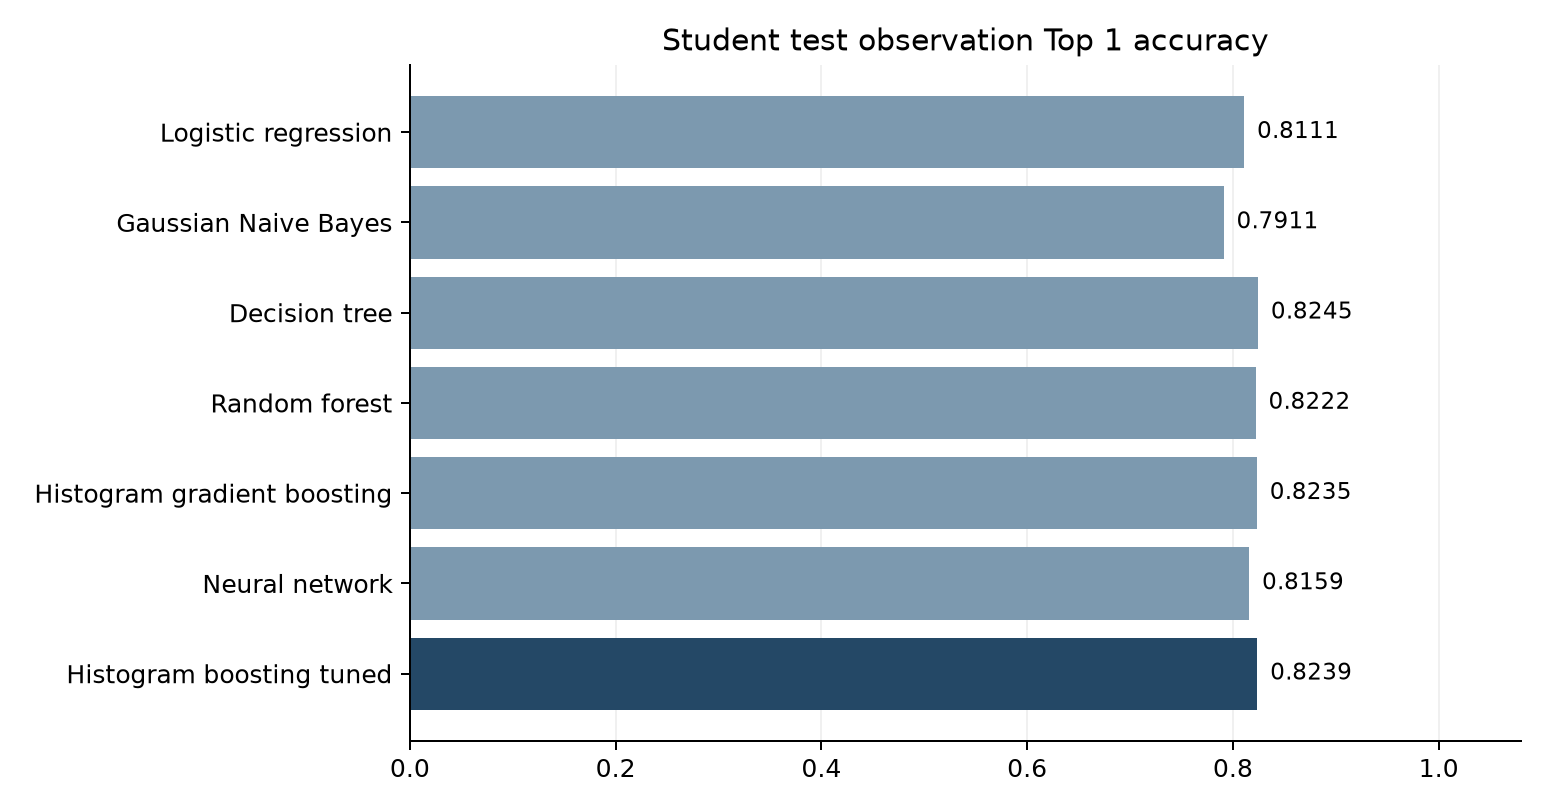 Student test observation Top 1 accuracy
Logistic regression 0.8111
Gaussian Naive Bayes 0.7911
Decision tree 0.8245
Random forest 0.8222
Histogram gradient boosting 0.8235
Neural network 0.8159
Histogram boosting tuned 0.8239
0.0 0.2 0.4 0.6 0.8 1.0